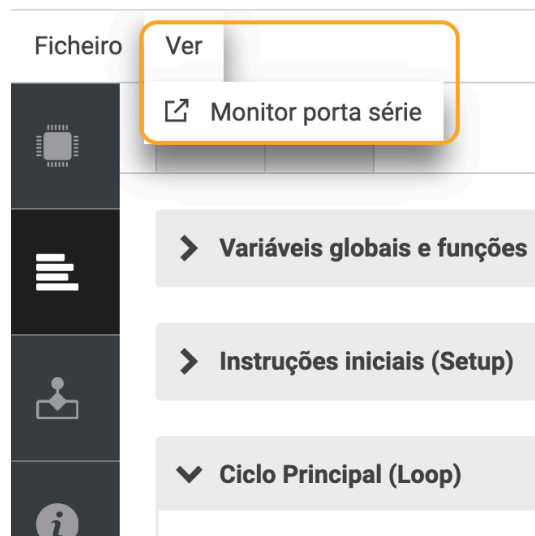 Ficheiro Ver
Monitor porta série
Variáveis globais e funções
Instruções iniciais (Setup)
Ciclo Principal (Loop)